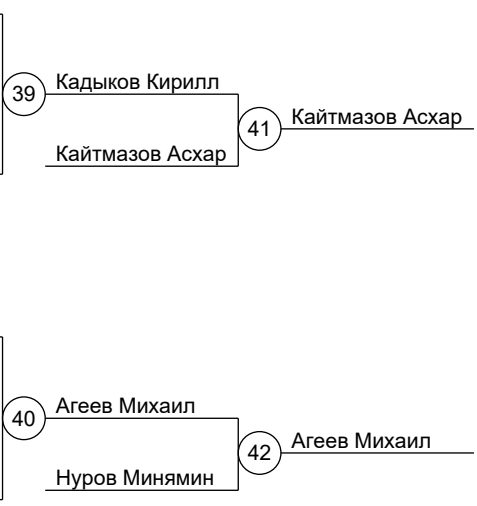 39
Кадыков Кирилл
41
Кайтмазов Асхар
Кайтмазов Асхар
40
Агеев Михаил
42
Агеев Михаил
Нуров Минямин